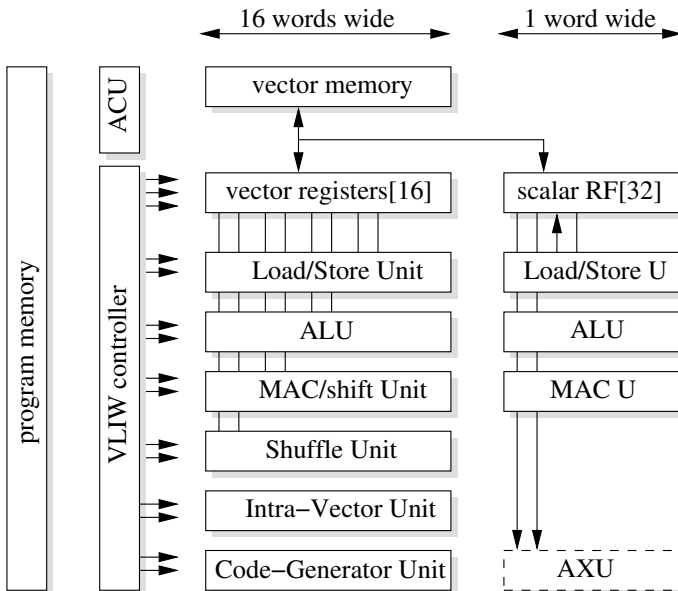 16 words wide
1 word wide
program memory
ACU
VLIW controller
vector memory
vector registers[16]
scalar RF[32]
Load/Store Unit
Load/Store U
ALU
ALU
MAC/shift Unit
MAC U
Shuffle Unit
Intra−Vector Unit
Code−Generator Unit
AXU